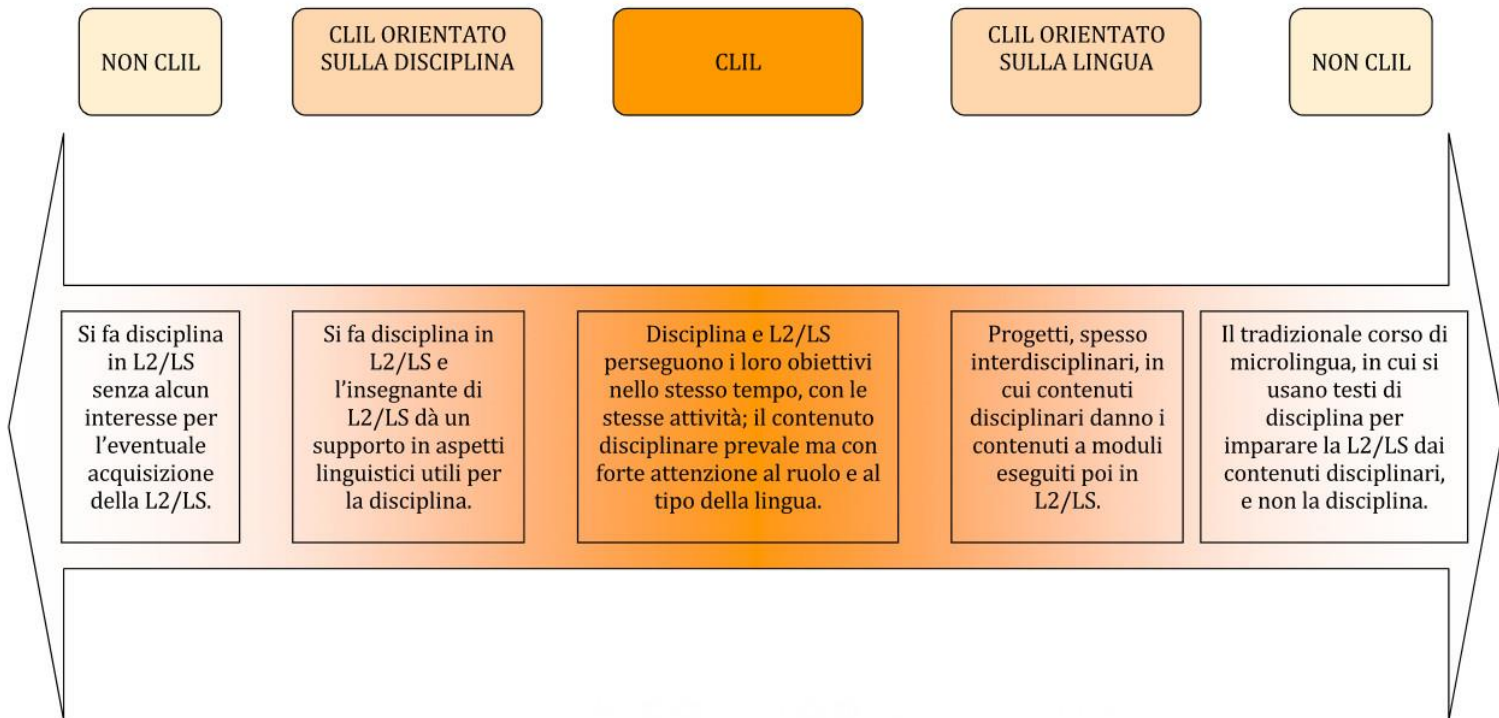 NON CLIL
CLIL ORIENTATO
SULLA DISCIPLINA
CLIL
CLIL ORIENTATO
SULLA LINGUA
NON CLIL
Si fa disciplina
in L2/LS
senza alcun
interesse per
l’eventuale
acquisizione
della L2/LS.
Si fa disciplina in
L2/LS e
l’insegnante di
L2/LS dà un
supporto in aspetti
linguistici utili per
la disciplina.
Disciplina e L2/LS
perseguono i loro obiettivi
nello stesso tempo, con le
stesse attività; il contenuto
disciplinare prevale ma con
forte attenzione al ruolo e al
tipo della lingua.
Progetti, spesso
interdisciplinari, in
cui contenuti
disciplinari danno i
contenuti a moduli
eseguiti poi in
L2/LS.
Il tradizionale corso di
microlingua, in cui si
usano testi di
disciplina per
imparare la L2/LS dai
contenuti disciplinari,
e non la disciplina.